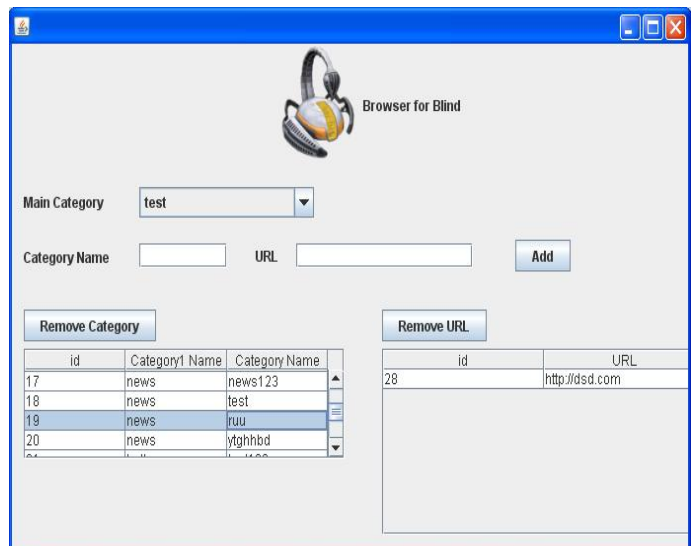 Browser for Blind
Main Category test
Category Name URL Add
Remove Category Remove URL
id Category1 Name Category Name
17 news news123
18 news test
19 news ruu
20 news ytghhbd
id URL
28 http://dsd.com